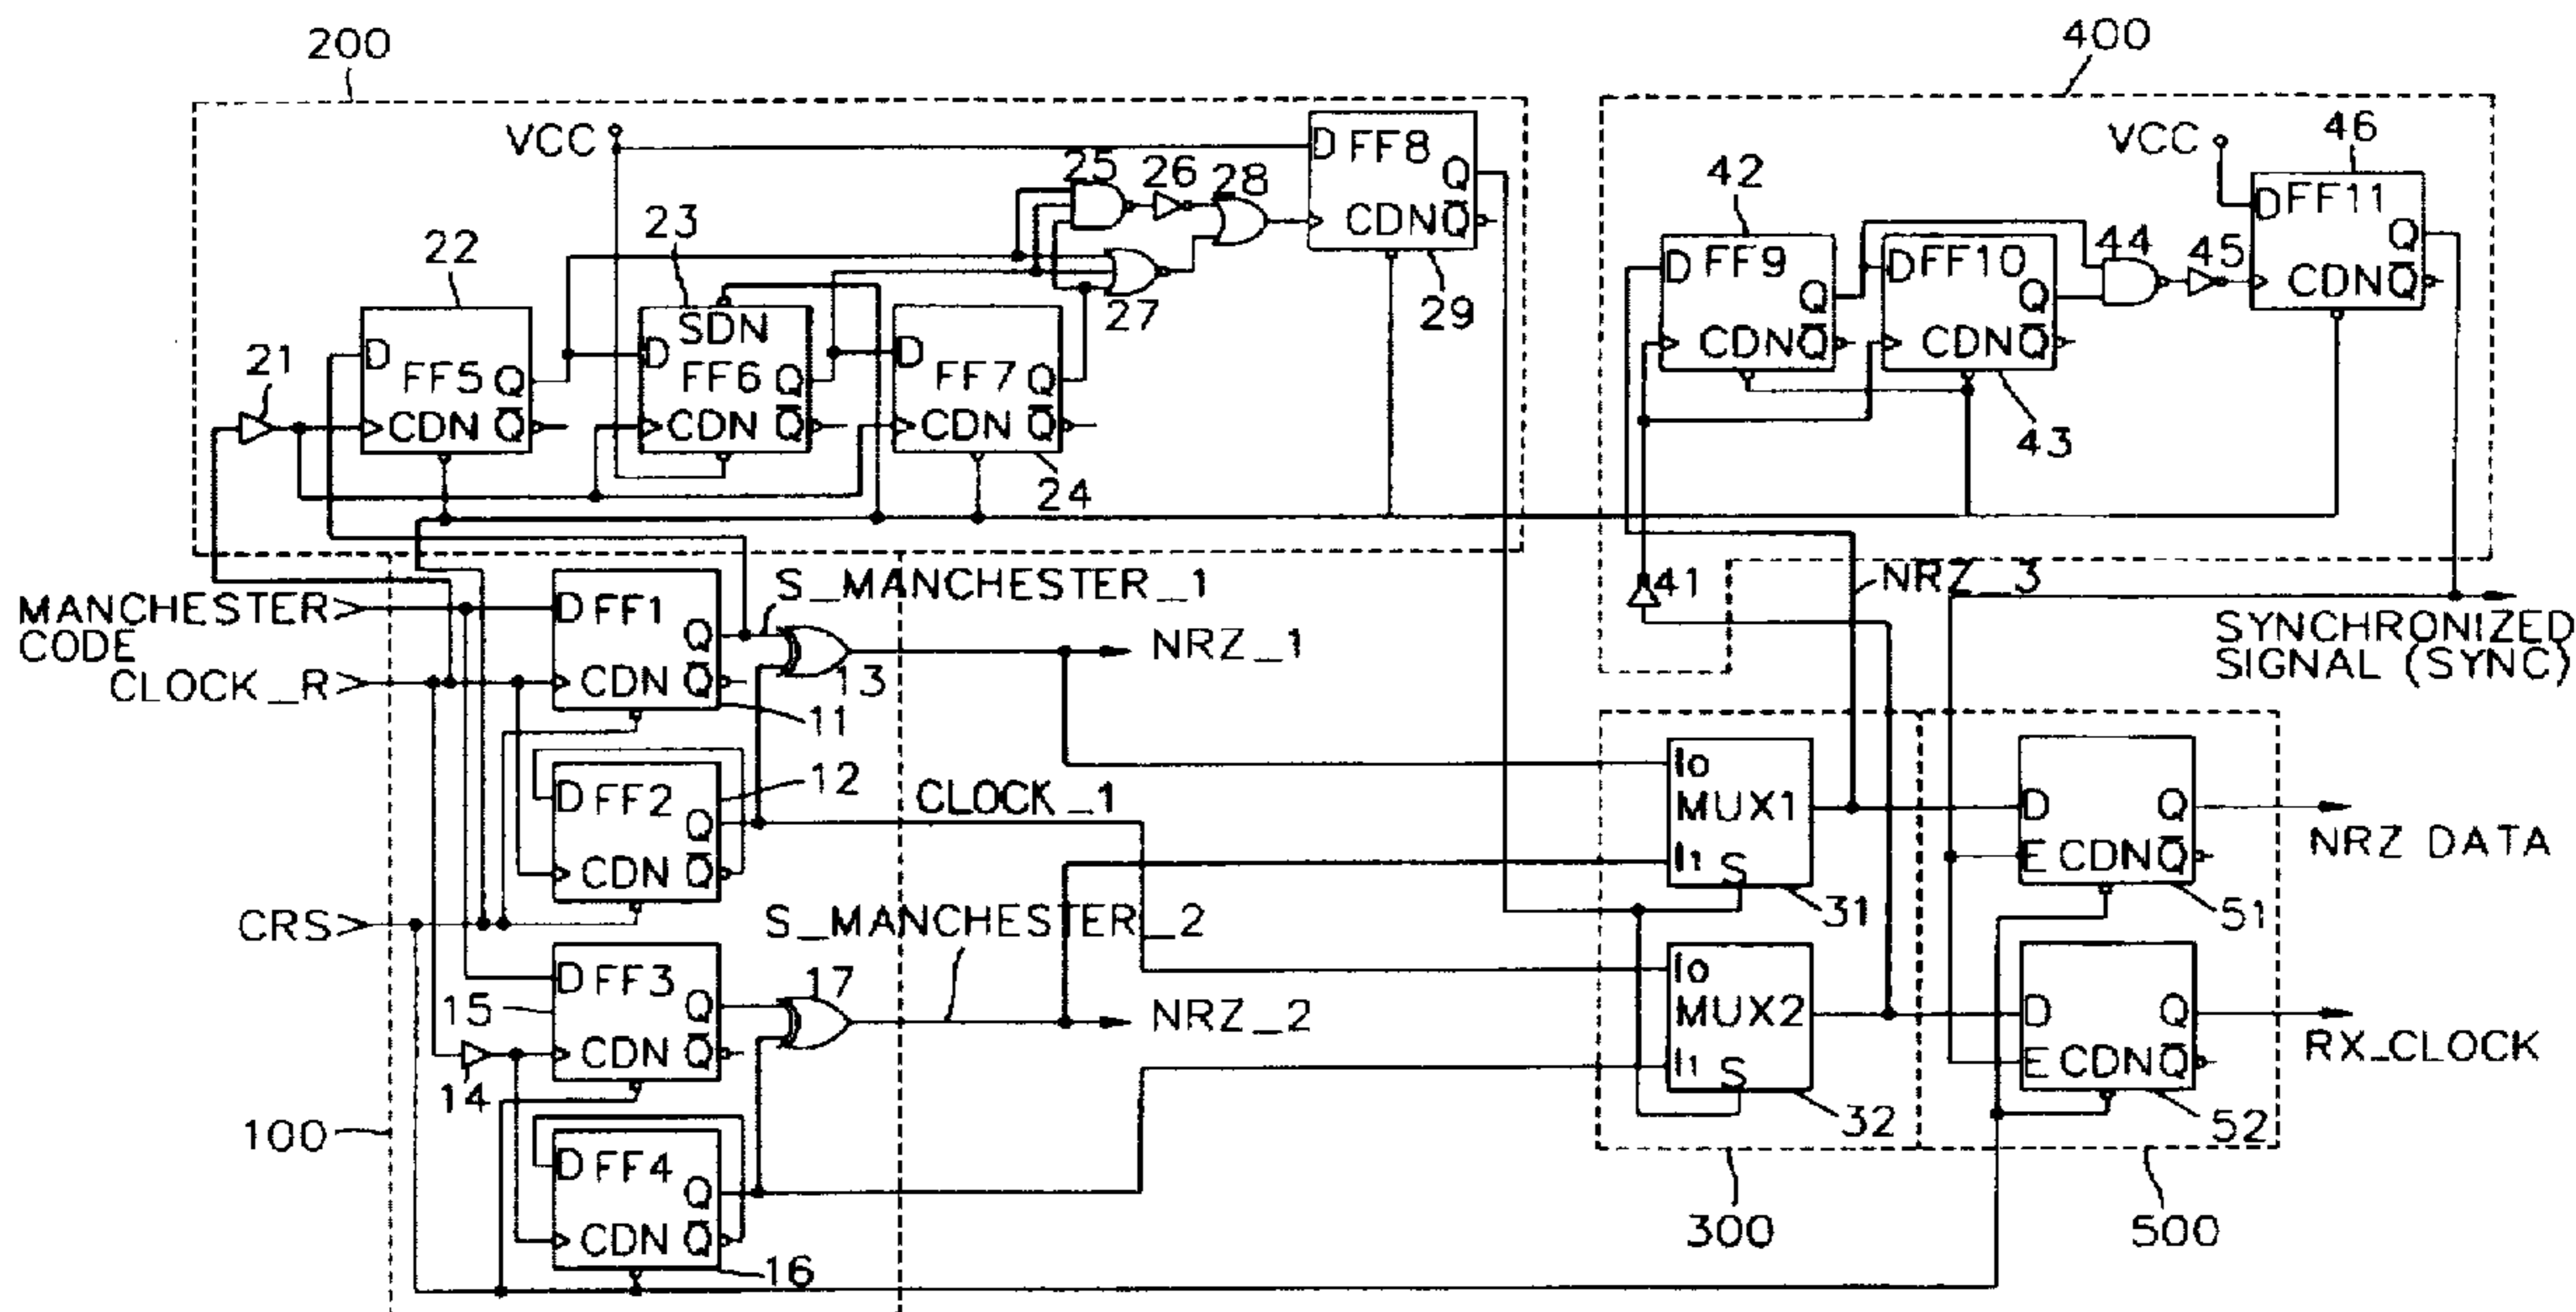 200
400
VCC
D FF8
Q
CDN Q̅
25
26
28
27
29
23
SDN
D
FF6 Q
CDN Q̅
22
D
FF5 Q
CDN Q̅
21
D
FF7 Q
CDN Q̅
24
VCC
46
D FF11
Q
CDN Q̅
42
D FF9
Q
CDN Q̅
D FF10
Q
CDN Q̅
43
44
45
41
NRZ_3
MANCHESTER
CODE
CLOCK_R
CRS
D FF1
Q
CDN Q̅
11
S_MANCHESTER_1
13
NRZ_1
D FF2
Q
CDN Q̅
12
CLOCK_1
S_MANCHESTER_2
D FF3
Q
CDN Q̅
15
14
17
NRZ_2
D FF4
Q
CDN Q̅
16
100
I0
MUX1
I1 S
31
I0
MUX2
I1 S
32
300
SYNCHRONIZED
SIGNAL (SYNC)
D Q
E CDN Q̅
51
NRZ DATA
D Q
E CDN Q̅
52
RX_CLOCK
500